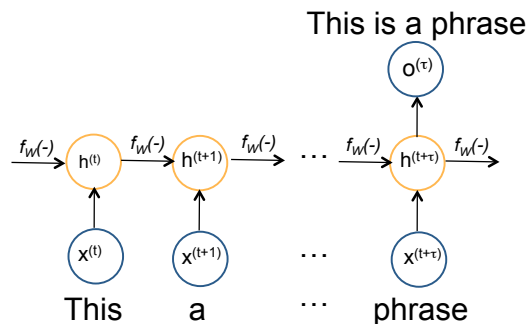 This is a phrase
o(τ)
fW(-) fW(-) fW(-) ... fW(-) fW(-)
h(t) h(t+1) h(t+τ)
x(t) x(t+1) ... x(t+τ)
This a ... phrase